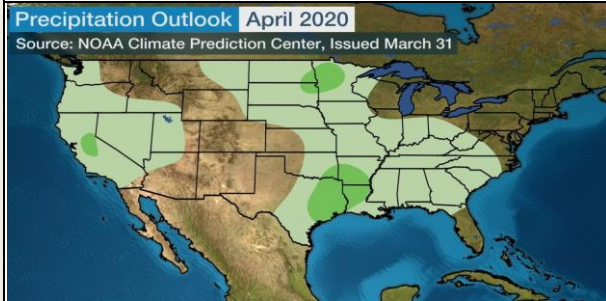 Precipitation Outlook April 2020
Source: NOAA Climate Prediction Center, Issued March 31